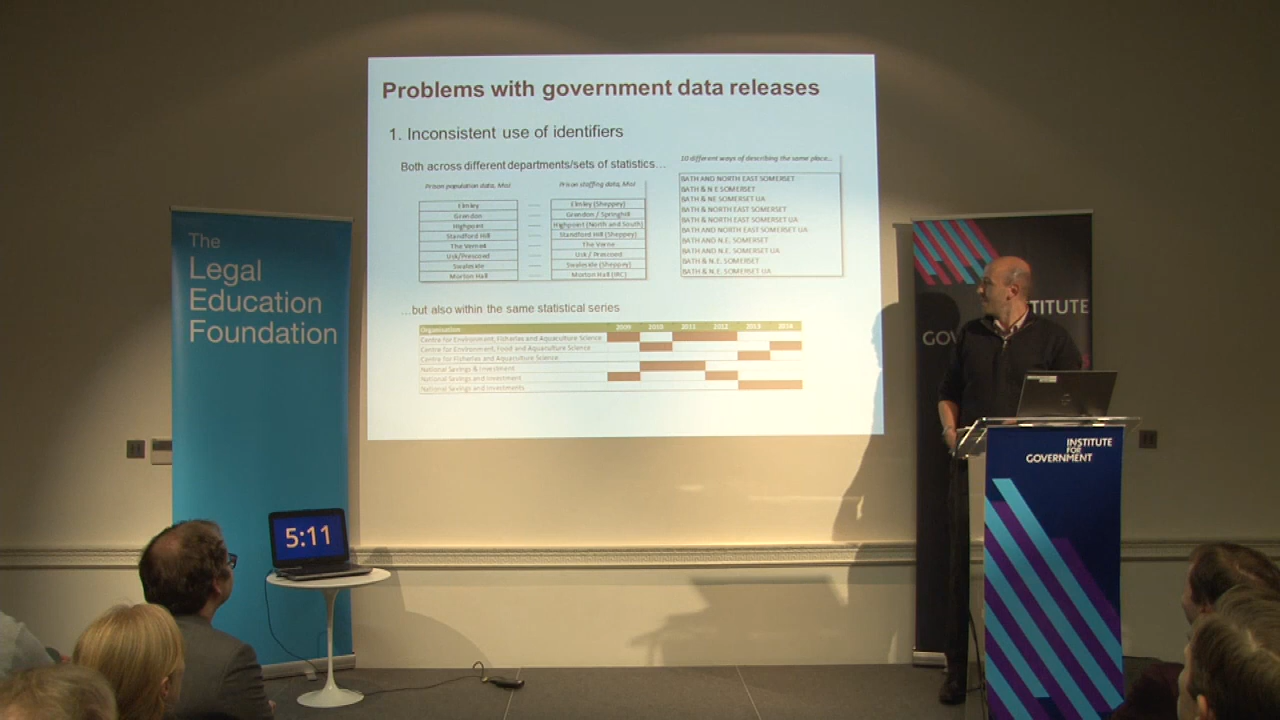 Problems with government data releases
1. Inconsistent use of identifiers
Both across different departments/sets of statistics...
Prison population data, MoJ
Prison staffing data, MoJ
Elmley
Elmley (Sheppey)
Grendon
Grendon / Springhill
Highpoint
Highpoint (North and South)
Standford Hill
Standford Hill (Sheppey)
The Verne
The Verne
Usk/Prescoed
Usk / Prescoed
Swaleside
Swaleside (Sheppey)
Morton Hall
Morton Hall (IRC)
10 different ways of describing the same place...
BATH AND NORTH EAST SOMERSET
BATH & N E SOMERSET
BATH & NE SOMERSET UA
BATH & NORTH EAST SOMERSET
BATH & NORTH EAST SOMERSET UA
BATH AND NORTH EAST SOMERSET UA
BATH AND N.E. SOMERSET
BATH AND N.E. SOMERSET UA
BATH & N.E. SOMERSET
BATH & N.E. SOMERSET UA
...but also within the same statistical series
Organisation 2009 2010 2011 2012 2013 2014
Centre for Environment, Fisheries and Aquaculture Science
Centre for Environment, Food and Aquaculture Science
Centre for Fisheries and Aquaculture Science
National Savings & Investment
National Savings and Investment
National Savings and Investments
The
Legal
Education
Foundation
5:11
TITUTE
GOV
INSTITUTE
FOR
GOVERNMENT